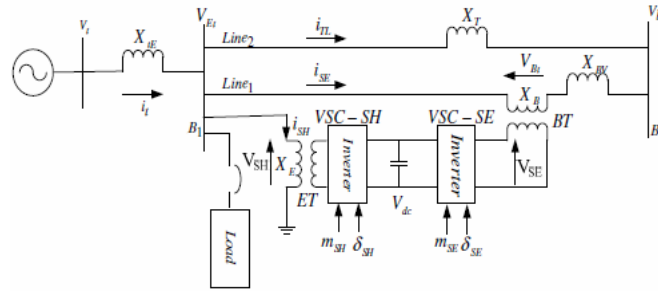 V_t
X_tE
V_Et
i_t
Line_2
i_TL
X_T
V_
Line_1
i_SE
V_Bt
X_B
X_BV
B_1
i_SH
VSC-SH
VSC-SE
BT
B
V_SH
X_E
Inverter
Inverter
V_SE
ET
V_dc
m_SH
δ_SH
m_SE
δ_SE
Load